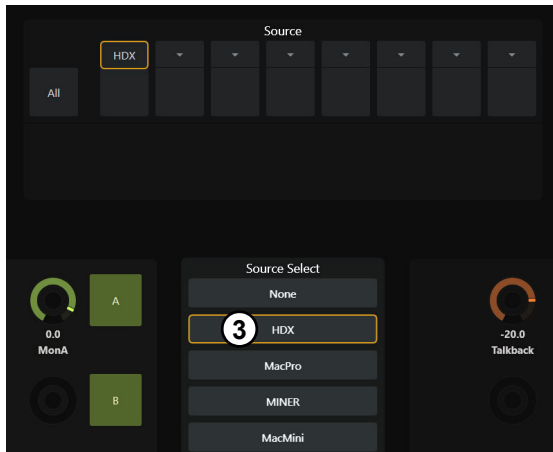 Source
HDX
All
Source Select
None
3
HDX
MacPro
MINER
MacMini
A
0.0
MonA
B
-20.0
Talkback